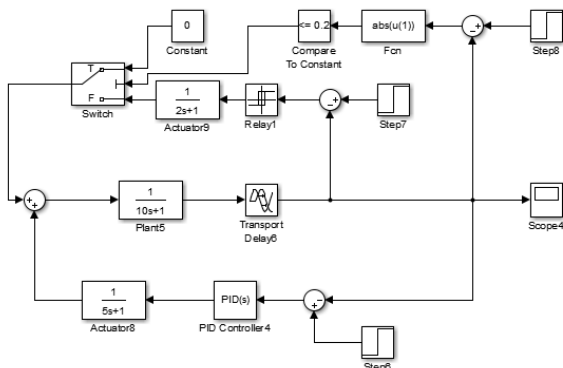 0
Constant
<= 0.2
Compare
To Constant
abs(u(1))
Fcn
Step8
T
F
Switch
1
2s+1
Actuator9
Relay1
Step7
1
10s+1
Plant5
Transport
Delay6
Scope4
1
5s+1
Actuator8
PID(s)
PID Controller4
Step6